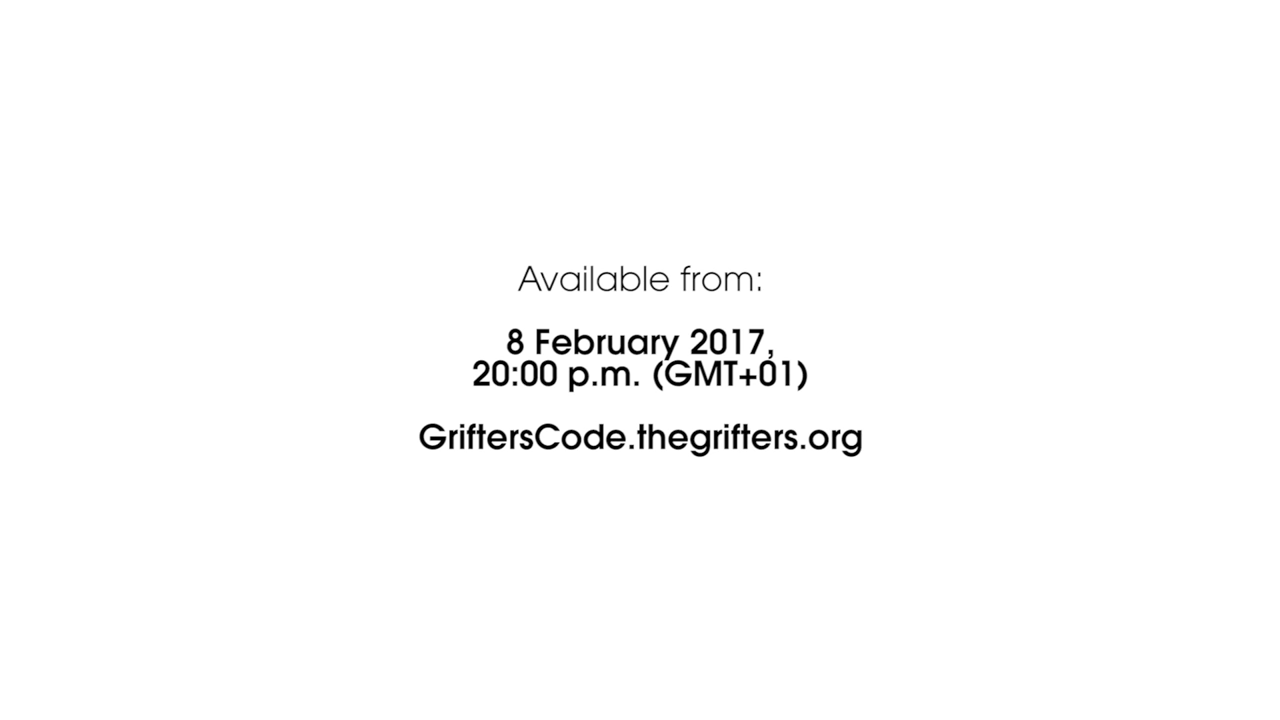 Available from:
8 February 2017,
20:00 p.m. (GMT+01)
GriftersCode.thegrifters.org